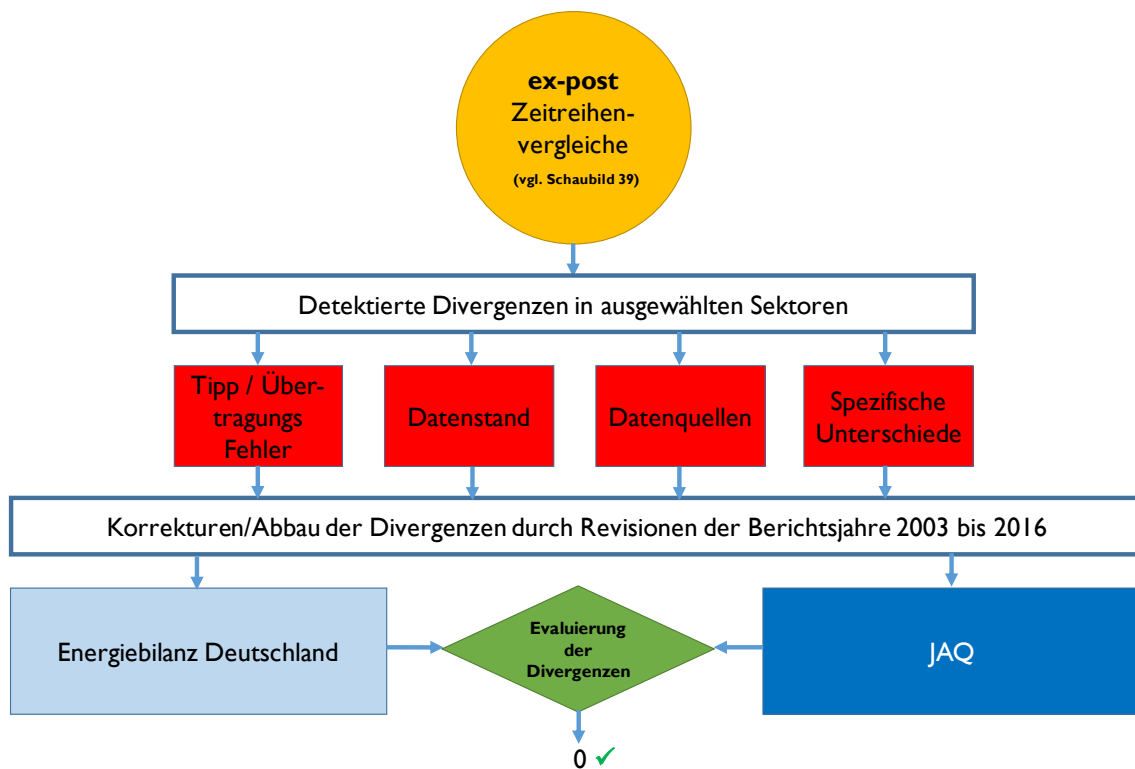 ex-post
Zeitreihen-
vergleiche
(vgl. Schaubild 39)
Detektierte Divergenzen in ausgewählten Sektoren
Tipp / Über-
tragungs
Fehler
Datenstand
Datenquellen
Spezifische
Unterschiede
Korrekturen/Abbau der Divergenzen durch Revisionen der Berichtsjahre 2003 bis 2016
Energiebilanz Deutschland
Evaluierung
der
Divergenzen
JAQ
0 ✓